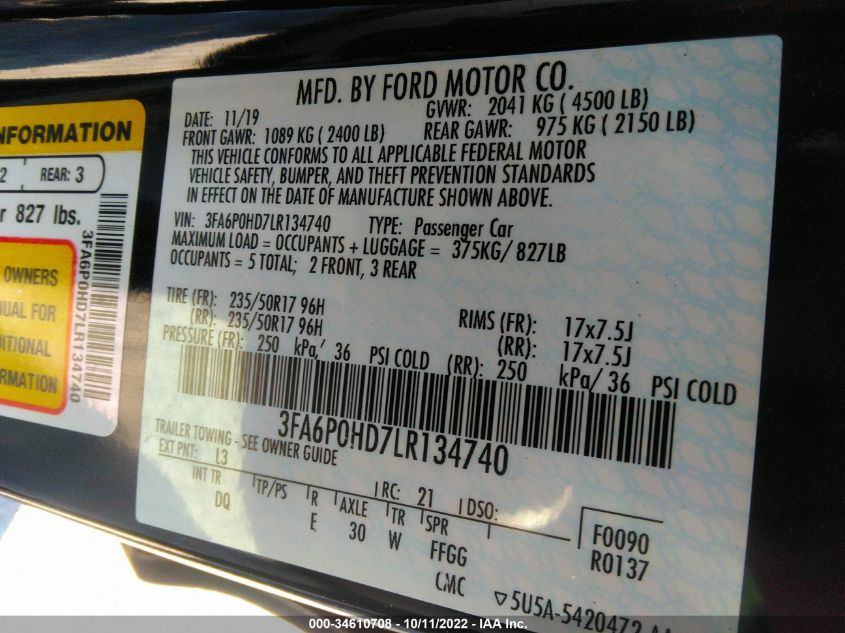 NFORMATION
2 REAR: 3
r 827 lbs.
OWNERS
NUAL FOR
DITIONAL
RMATION
3FA6P0HD7LR134740
MFD. BY FORD MOTOR CO.
DATE: 11/19 GVWR: 2041 KG ( 4500 LB)
FRONT GAWR: 1089 KG ( 2400 LB) REAR GAWR: 975 KG ( 2150 LB)
THIS VEHICLE CONFORMS TO ALL APPLICABLE FEDERAL MOTOR
VEHICLE SAFETY, BUMPER, AND THEFT PREVENTION STANDARDS
IN EFFECT ON THE DATE OF MANUFACTURE SHOWN ABOVE.
VIN: 3FA6P0HD7LR134740 TYPE: Passenger Car
MAXIMUM LOAD = OCCUPANTS + LUGGAGE = 375KG/ 827LB
OCCUPANTS = 5 TOTAL; 2 FRONT, 3 REAR
TIRE (FR): 235/50R17 96H RIMS (FR): 17x7.5J
(RR): 235/50R17 96H (RR): 17x7.5J
PRESSURE (FR): 250 kPa/ 36 PSI COLD (RR): 250 kPa/ 36 PSI COLD
3FA6P0HD7LR134740
TRAILER TOWING - SEE OWNER GUIDE
EXT PNT: L3 RC: 21 DSO:
INT TR TP/PS R AXLE TR SPR F0090
DQ E 30 W FFGG R0137
CMC
5U5A-5420472
000-34610708 - 10/11/2022 - IAA Inc.